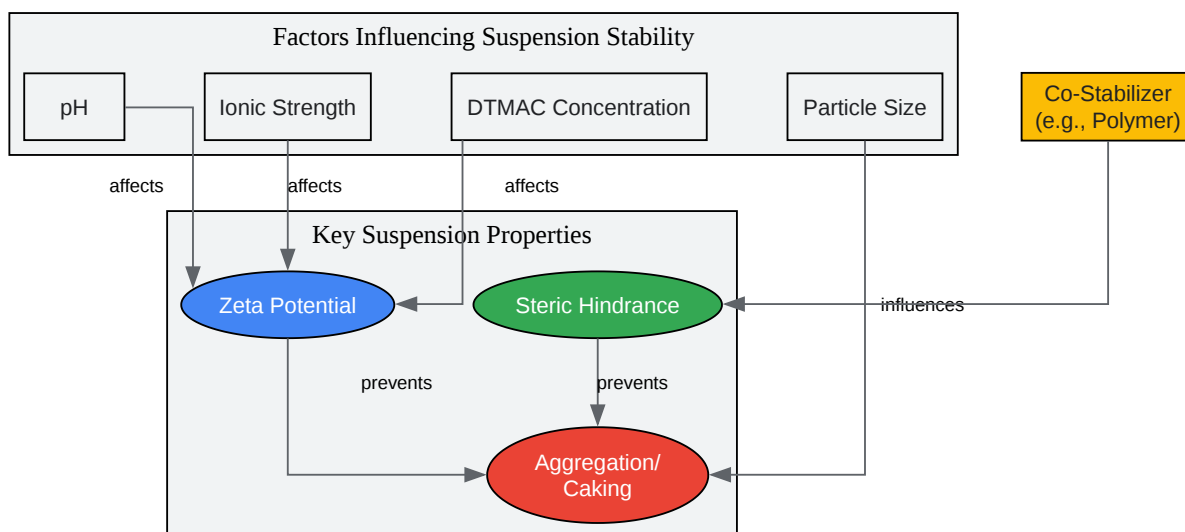 Factors Influencing Suspension Stability
pH
Ionic Strength
DTMAC Concentration
Particle Size
Co-Stabilizer
(e.g., Polymer)
affects
affects
affects
Key Suspension Properties
Zeta Potential
Steric Hindrance
influences
prevents
prevents
Aggregation/
Caking